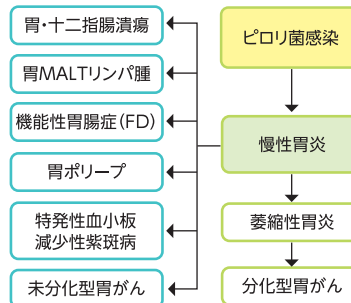 胃・十二指腸潰瘍
胃MALTリンパ腫
機能性胃腸症(FD)
胃ポリープ
特発性血小板
減少性紫斑病
未分化型胃がん
ピロリ菌感染
慢性胃炎
萎縮性胃炎
分化型胃がん